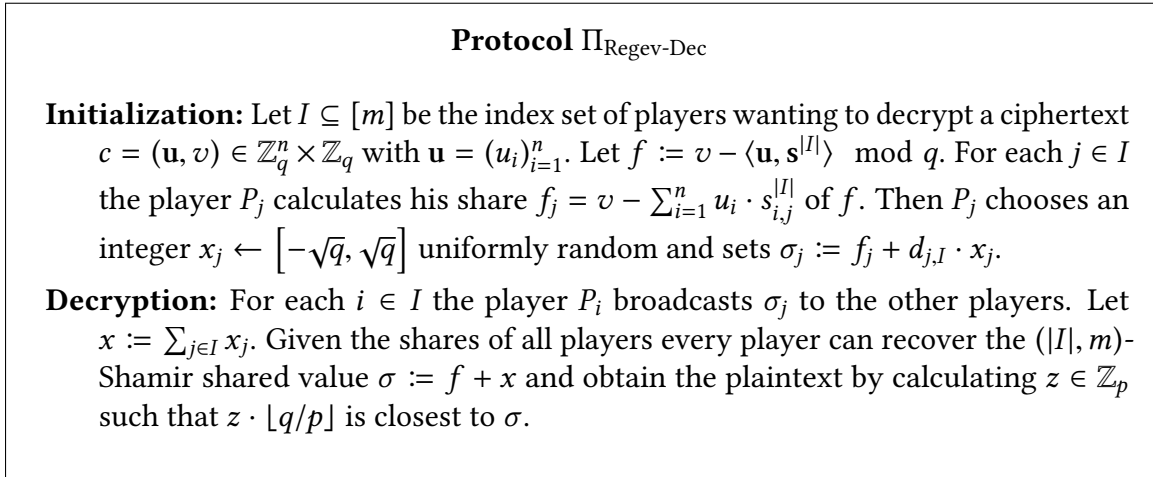 Protocol Π_Regev-Dec
Initialization: Let I ⊆ [m] be the index set of players wanting to decrypt a ciphertext
c = (u, v) ∈ ℤ_q^n × ℤ_q with u = (u_i)_{i=1}^n. Let f := v − ⟨u, s^{|I|}⟩ mod q. For each j ∈ I
the player P_j calculates his share f_j = v − ∑_{i=1}^n u_i · s_{i,j}^{|I|} of f. Then P_j chooses an
integer x_j ← [−√q, √q] uniformly random and sets σ_j := f_j + d_{j,I} · x_j.
Decryption: For each i ∈ I the player P_i broadcasts σ_j to the other players. Let
x := ∑_{j∈I} x_j. Given the shares of all players every player can recover the (|I|, m)-
Shamir shared value σ := f + x and obtain the plaintext by calculating z ∈ ℤ_p
such that z · ⌊q/p⌋ is closest to σ.